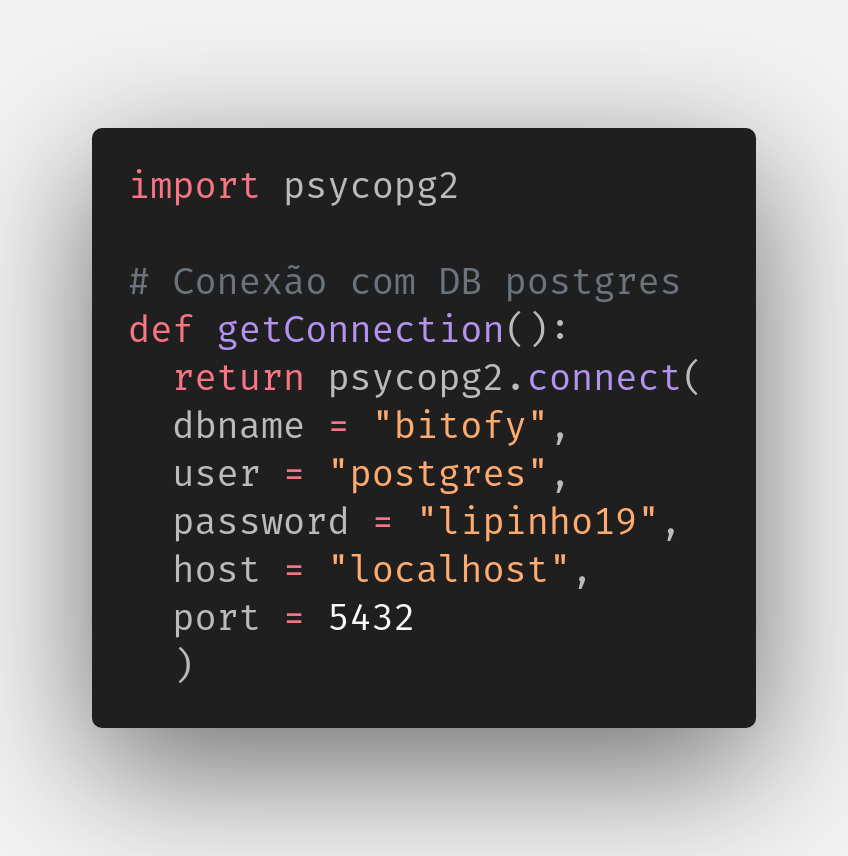 import psycopg2
# Conexão com DB postgres
def getConnection():
  return psycopg2.connect(
  dbname = "bitofy",
  user = "postgres",
  password = "lipinho19",
  host = "localhost",
  port = 5432
  )